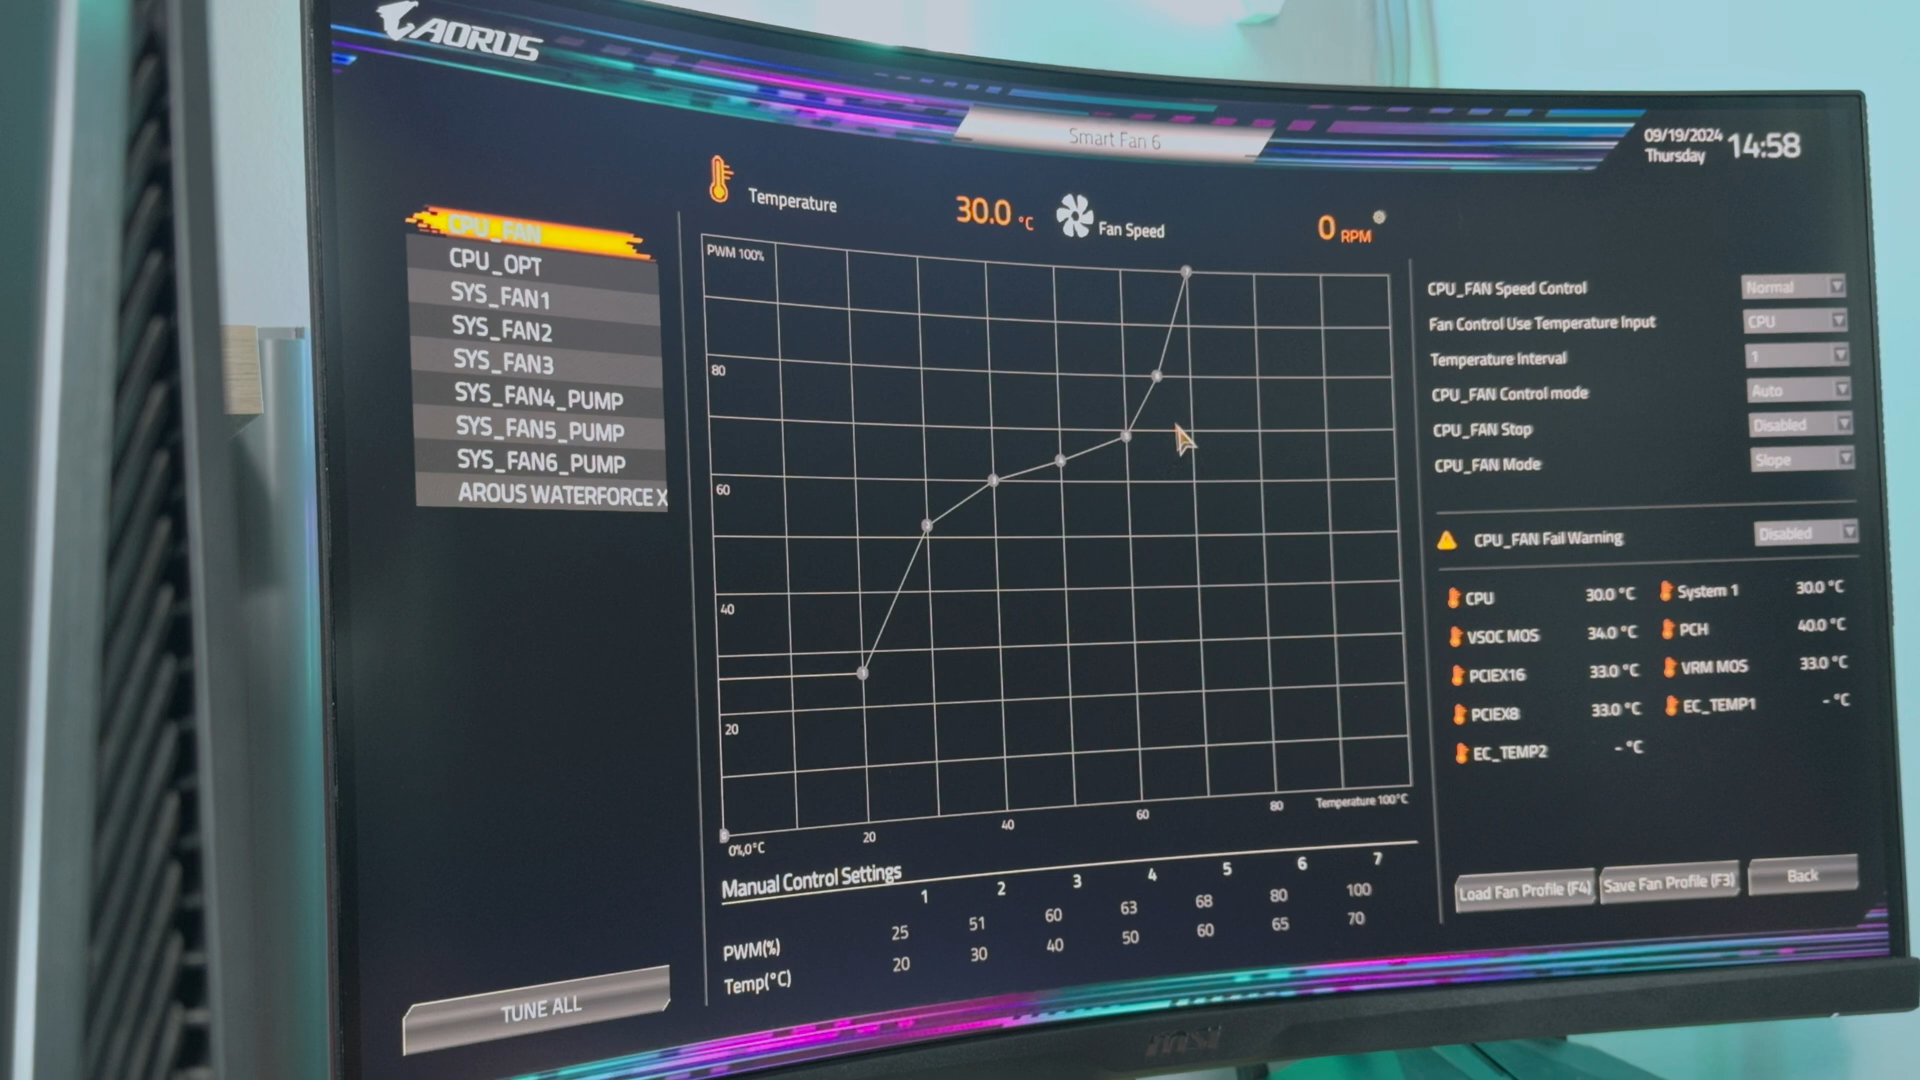 AORUS
Smart Fan 6
09/19/2024
Thursday
14:58
Temperature
30.0 °C
Fan Speed
0 RPM
CPU_FAN
CPU_OPT
SYS_FAN1
SYS_FAN2
SYS_FAN3
SYS_FAN4_PUMP
SYS_FAN5_PUMP
SYS_FAN6_PUMP
AROUS WATERFORCE X
TUNE ALL
PWM 100%
80
60
40
20
0%,0°C
20
40
60
80
Temperature 100°C
Manual Control Settings
1 2 3 4 5 6 7
PWM(%) 25 51 60 63 68 80 100
Temp(°C) 20 30 40 50 60 65 70
CPU_FAN Speed Control Normal
Fan Control Use Temperature Input CPU
Temperature Interval 1
CPU_FAN Control mode Auto
CPU_FAN Stop Disabled
CPU_FAN Mode Slope
CPU_FAN Fail Warning Disabled
CPU 30.0 °C System 1 30.0 °C
VSOC MOS 34.0 °C PCH 40.0 °C
PCIEX16 33.0 °C VRM MOS 33.0 °C
PCIEX8 33.0 °C EC_TEMP1 - °C
EC_TEMP2 - °C
Load Fan Profile (F4)
Save Fan Profile (F3)
Back
msi